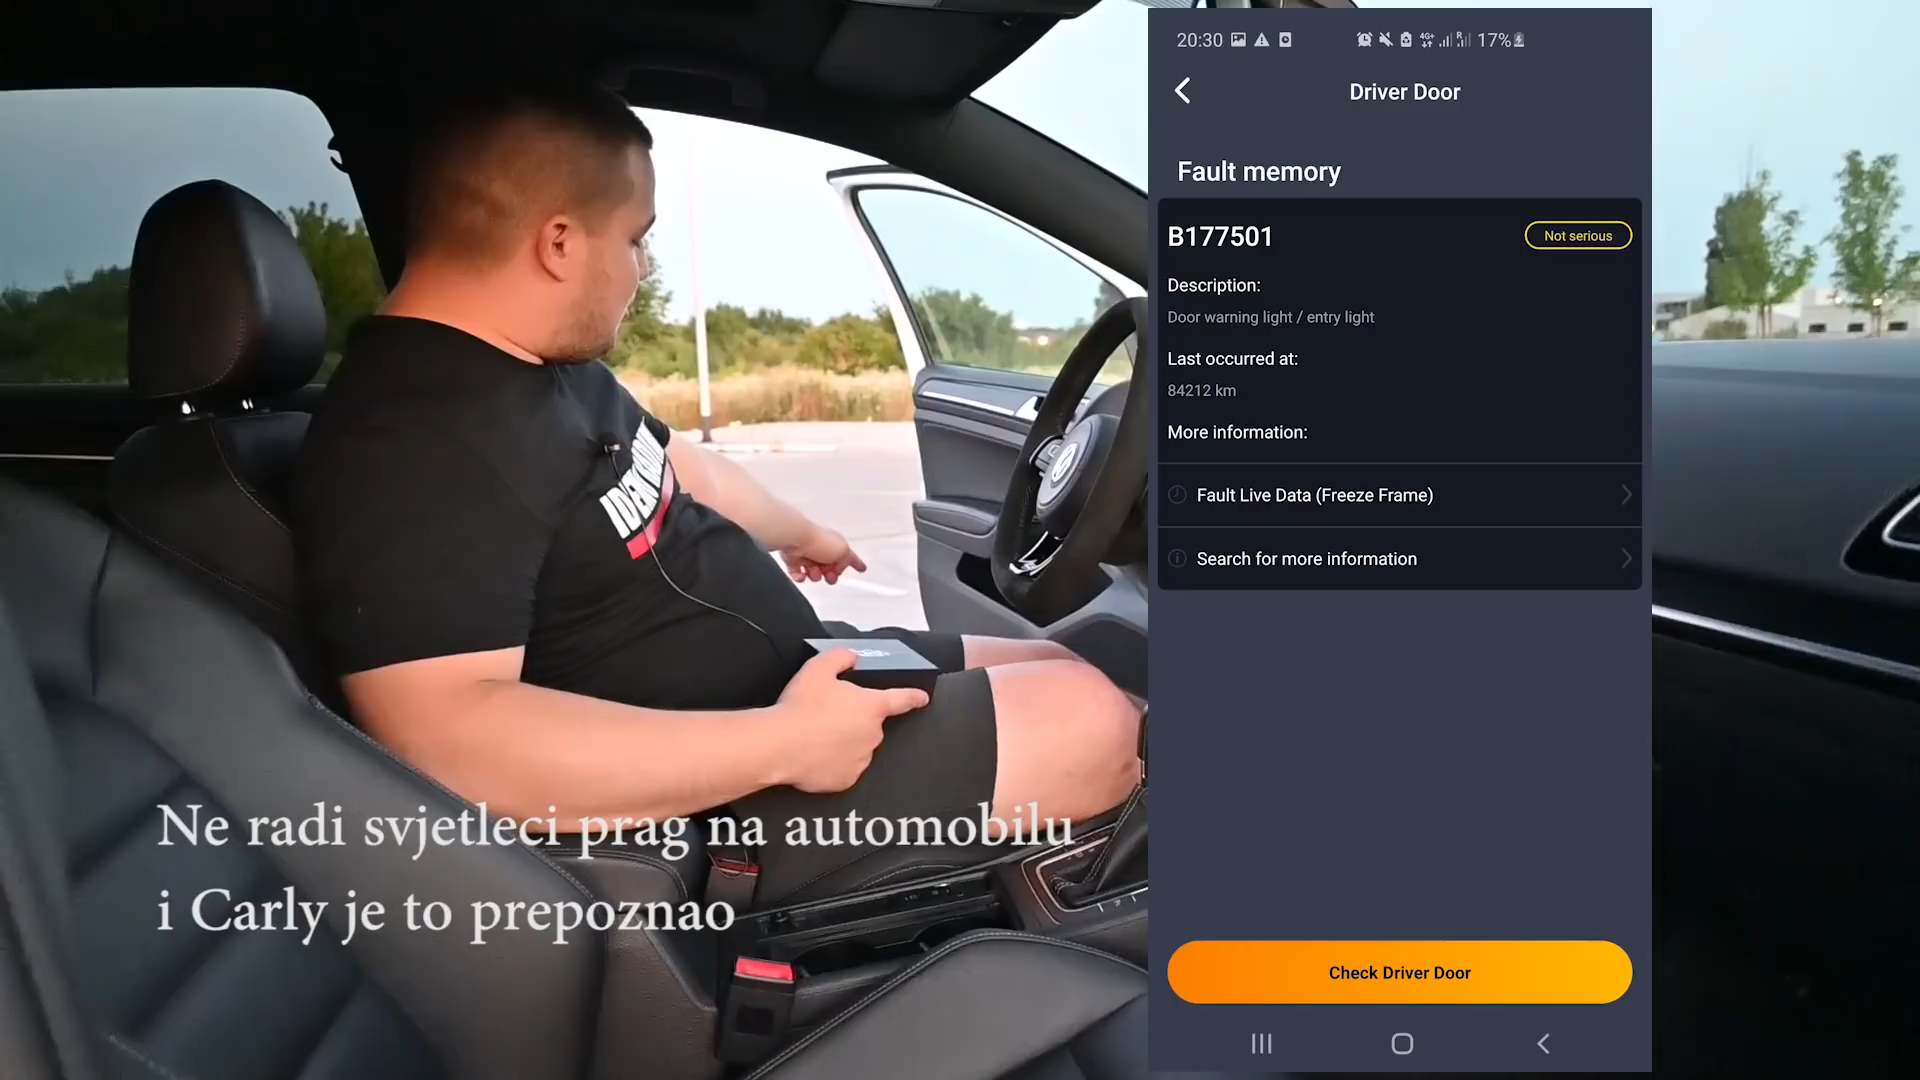 20:30
17%
Driver Door
Fault memory
B177501
Not serious
Description:
Door warning light / entry light
Last occurred at:
84212 km
More information:
Fault Live Data (Freeze Frame)
Search for more information
Check Driver Door
Ne radi svjetleci prag na automobilu
i Carly je to prepoznao